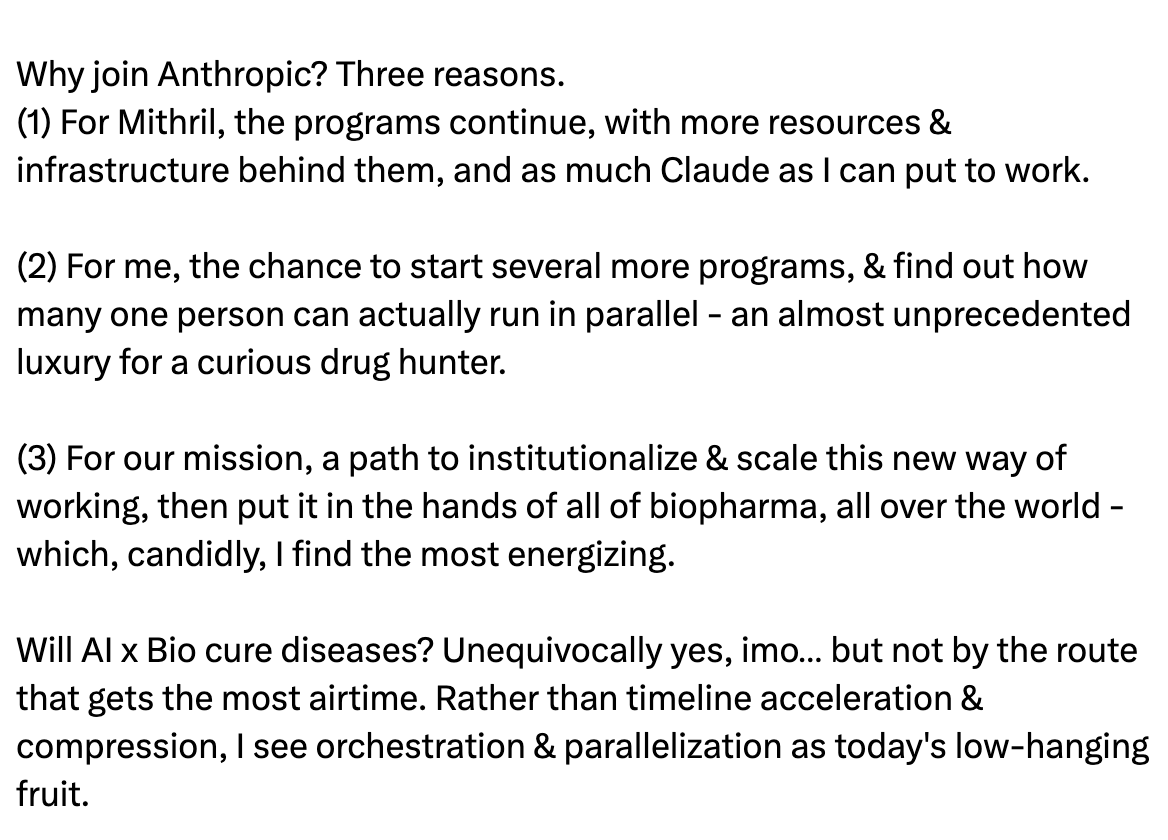 Why join Anthropic? Three reasons.
(1) For Mithril, the programs continue, with more resources &
infrastructure behind them, and as much Claude as I can put to work.
(2) For me, the chance to start several more programs, & find out how
many one person can actually run in parallel - an almost unprecedented
luxury for a curious drug hunter.
(3) For our mission, a path to institutionalize & scale this new way of
working, then put it in the hands of all of biopharma, all over the world -
which, candidly, I find the most energizing.
Will AI x Bio cure diseases? Unequivocally yes, imo... but not by the route
that gets the most airtime. Rather than timeline acceleration &
compression, I see orchestration & parallelization as today's low-hanging
fruit.